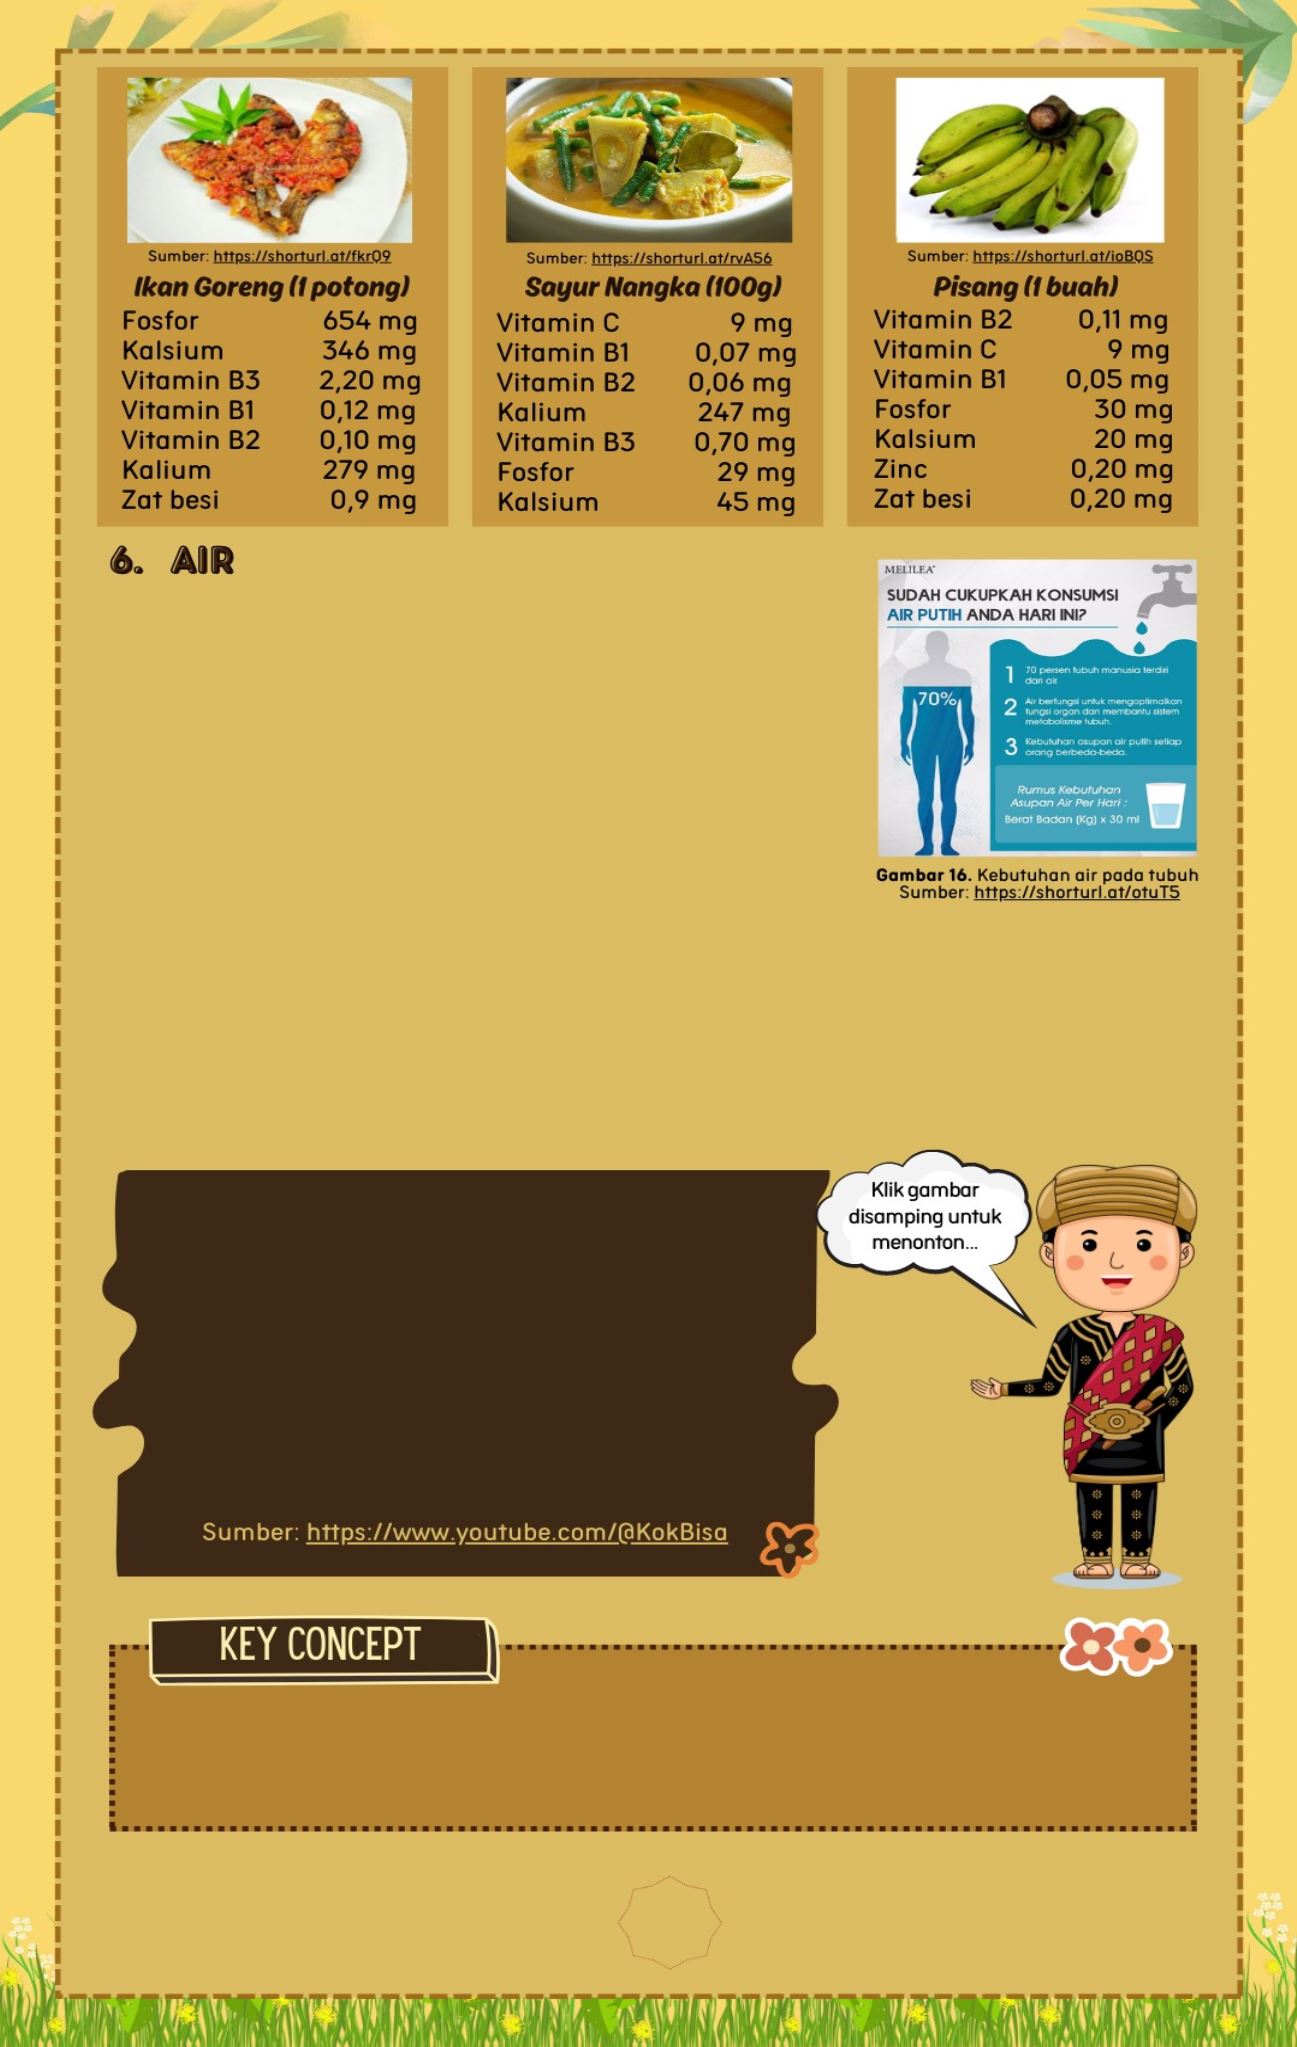 Sumber: https://shorturl.at/fkrQ9
Ikan Goreng (1 potong)
Fosfor 654 mg
Kalsium 346 mg
Vitamin B3 2,20 mg
Vitamin B1 0,12 mg
Vitamin B2 0,10 mg
Kalium 279 mg
Zat besi 0,9 mg
Sumber: https://shorturl.at/rvA56
Sayur Nangka (100g)
Vitamin C 9 mg
Vitamin B1 0,07 mg
Vitamin B2 0,06 mg
Kalium 247 mg
Vitamin B3 0,70 mg
Fosfor 29 mg
Kalsium 45 mg
Sumber: https://shorturl.at/ioBQS
Pisang (1 buah)
Vitamin B2 0,11 mg
Vitamin C 9 mg
Vitamin B1 0,05 mg
Fosfor 30 mg
Kalsium 20 mg
Zinc 0,20 mg
Zat besi 0,20 mg
6. AIR
MELILEA
SUDAH CUKUPKAH KONSUMSI
AIR PUTIH ANDA HARI INI?
70%
1 70 persen tubuh manusia terdiri
dari air.
2 Air berfungsi untuk mengoptimalkan
fungsi organ dan membantu sistem
metabolisme tubuh.
3 Kebutuhan asupan air putih setiap
orang berbeda-beda.
Rumus Kebutuhan
Asupan Air Per Hari :
Berat Badan (Kg) x 30 ml
Gambar 16. Kebutuhan air pada tubuh
Sumber: https://shorturl.at/otuT5
Klik gambar
disamping untuk
menonton...
Sumber: https://www.youtube.com/@KokBisa
KEY CONCEPT